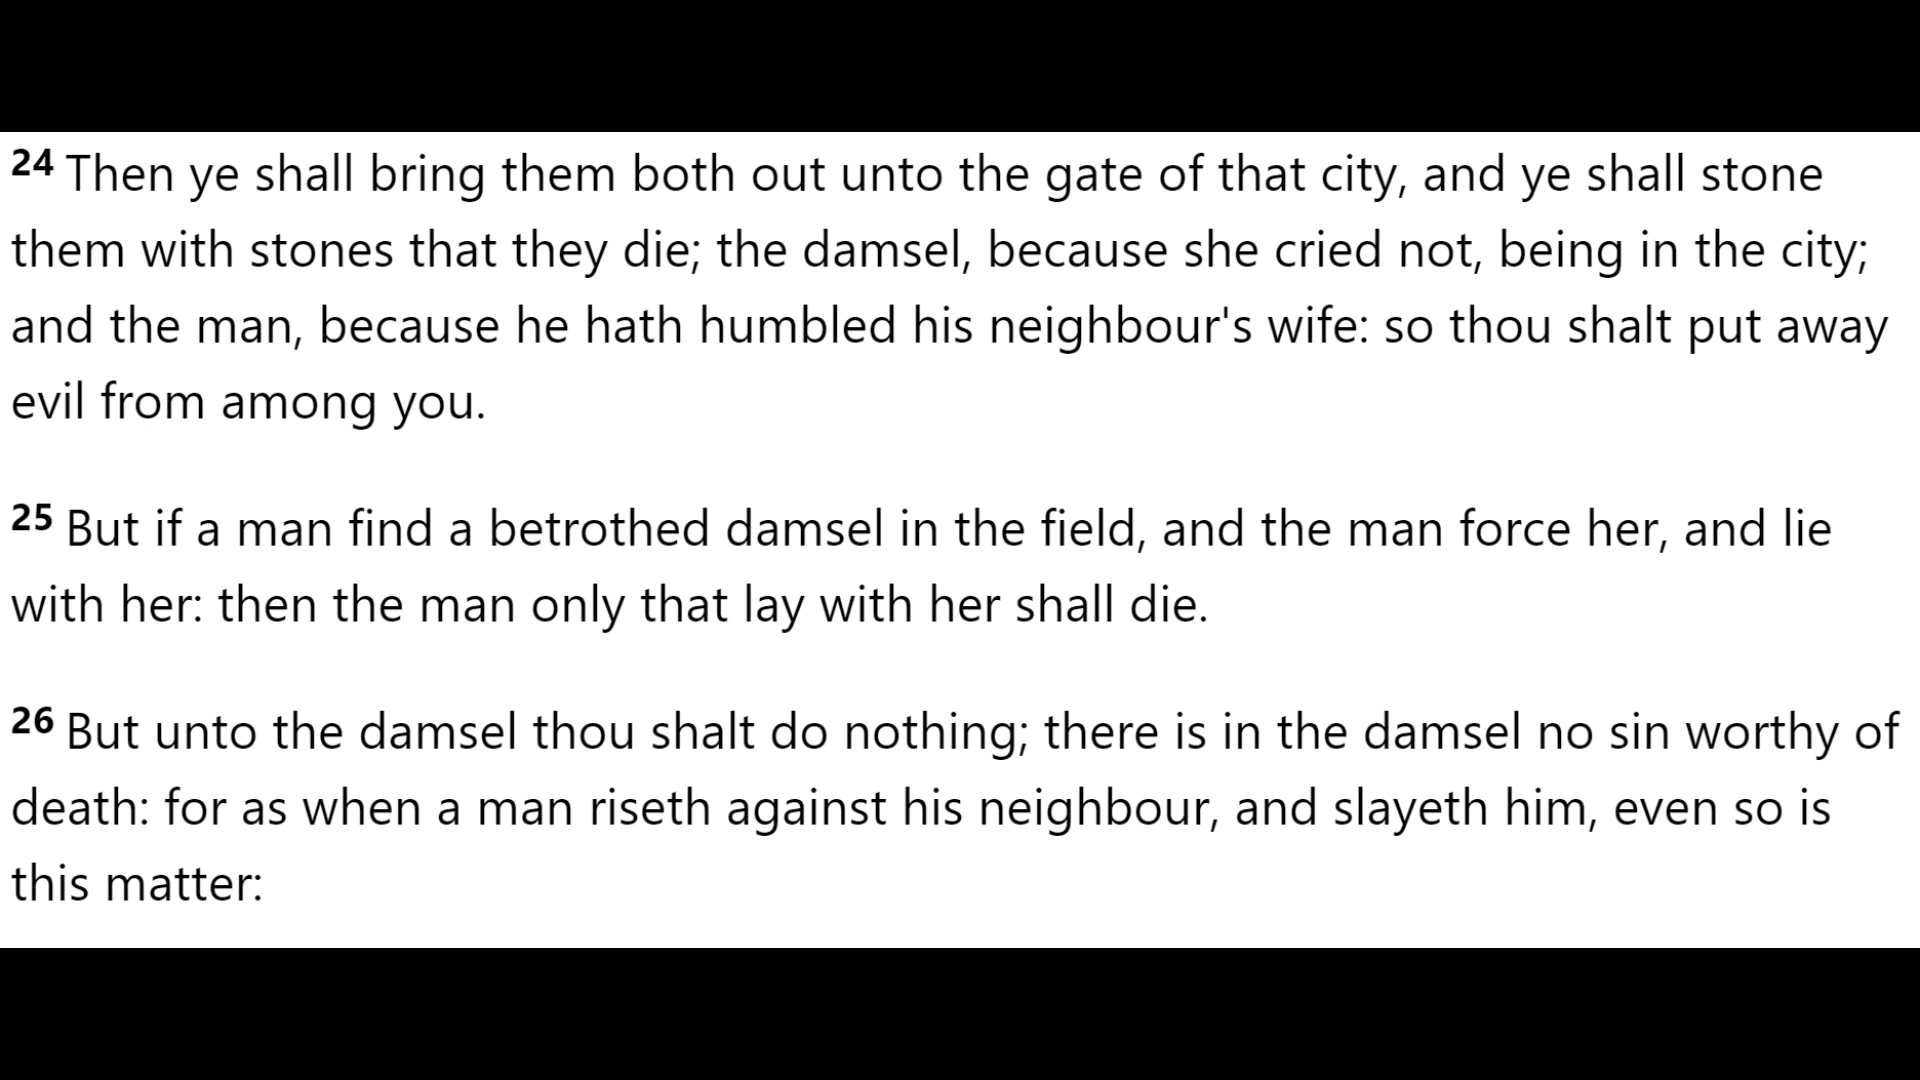 24 Then ye shall bring them both out unto the gate of that city, and ye shall stone
them with stones that they die; the damsel, because she cried not, being in the city;
and the man, because he hath humbled his neighbour's wife: so thou shalt put away
evil from among you.
25 But if a man find a betrothed damsel in the field, and the man force her, and lie
with her: then the man only that lay with her shall die.
26 But unto the damsel thou shalt do nothing; there is in the damsel no sin worthy of
death: for as when a man riseth against his neighbour, and slayeth him, even so is
this matter: